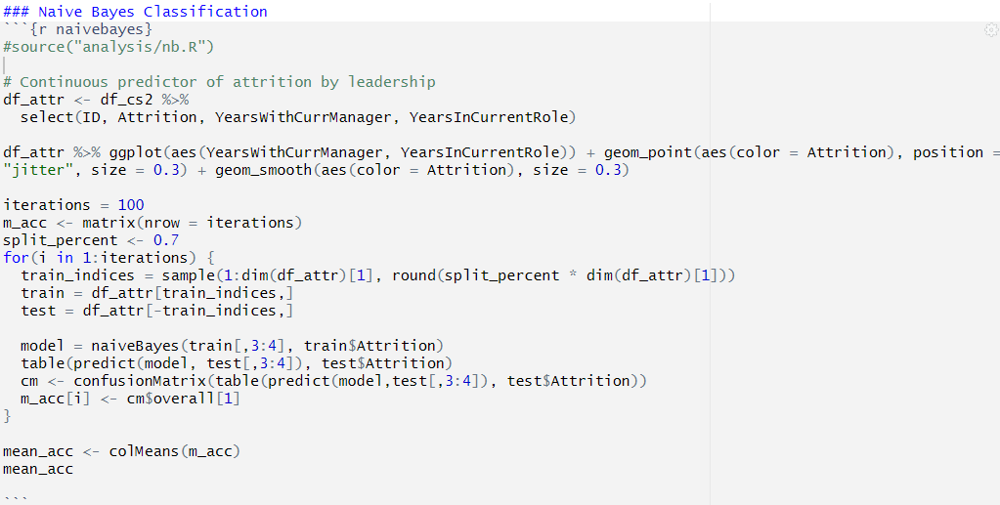 ### Naive Bayes Classification
```{r naivebayes}
#source("analysis/nb.R")
# Continuous predictor of attrition by leadership
df_attr <- df_cs2 %>%
  select(ID, Attrition, YearsWithCurrManager, YearsInCurrentRole)
df_attr %>% ggplot(aes(YearsWithCurrManager, YearsInCurrentRole)) + geom_point(aes(color = Attrition), position =
"jitter", size = 0.3) + geom_smooth(aes(color = Attrition), size = 0.3)
iterations = 100
m_acc <- matrix(nrow = iterations)
split_percent <- 0.7
for(i in 1:iterations) {
  train_indices = sample(1:dim(df_attr)[1], round(split_percent * dim(df_attr)[1]))
  train = df_attr[train_indices,]
  test = df_attr[-train_indices,]
  model = naiveBayes(train[,3:4], train$Attrition)
  table(predict(model, test[,3:4]), test$Attrition)
  cm <- confusionMatrix(table(predict(model,test[,3:4]), test$Attrition))
  m_acc[i] <- cm$overall[1]
}
mean_acc <- colMeans(m_acc)
mean_acc
```